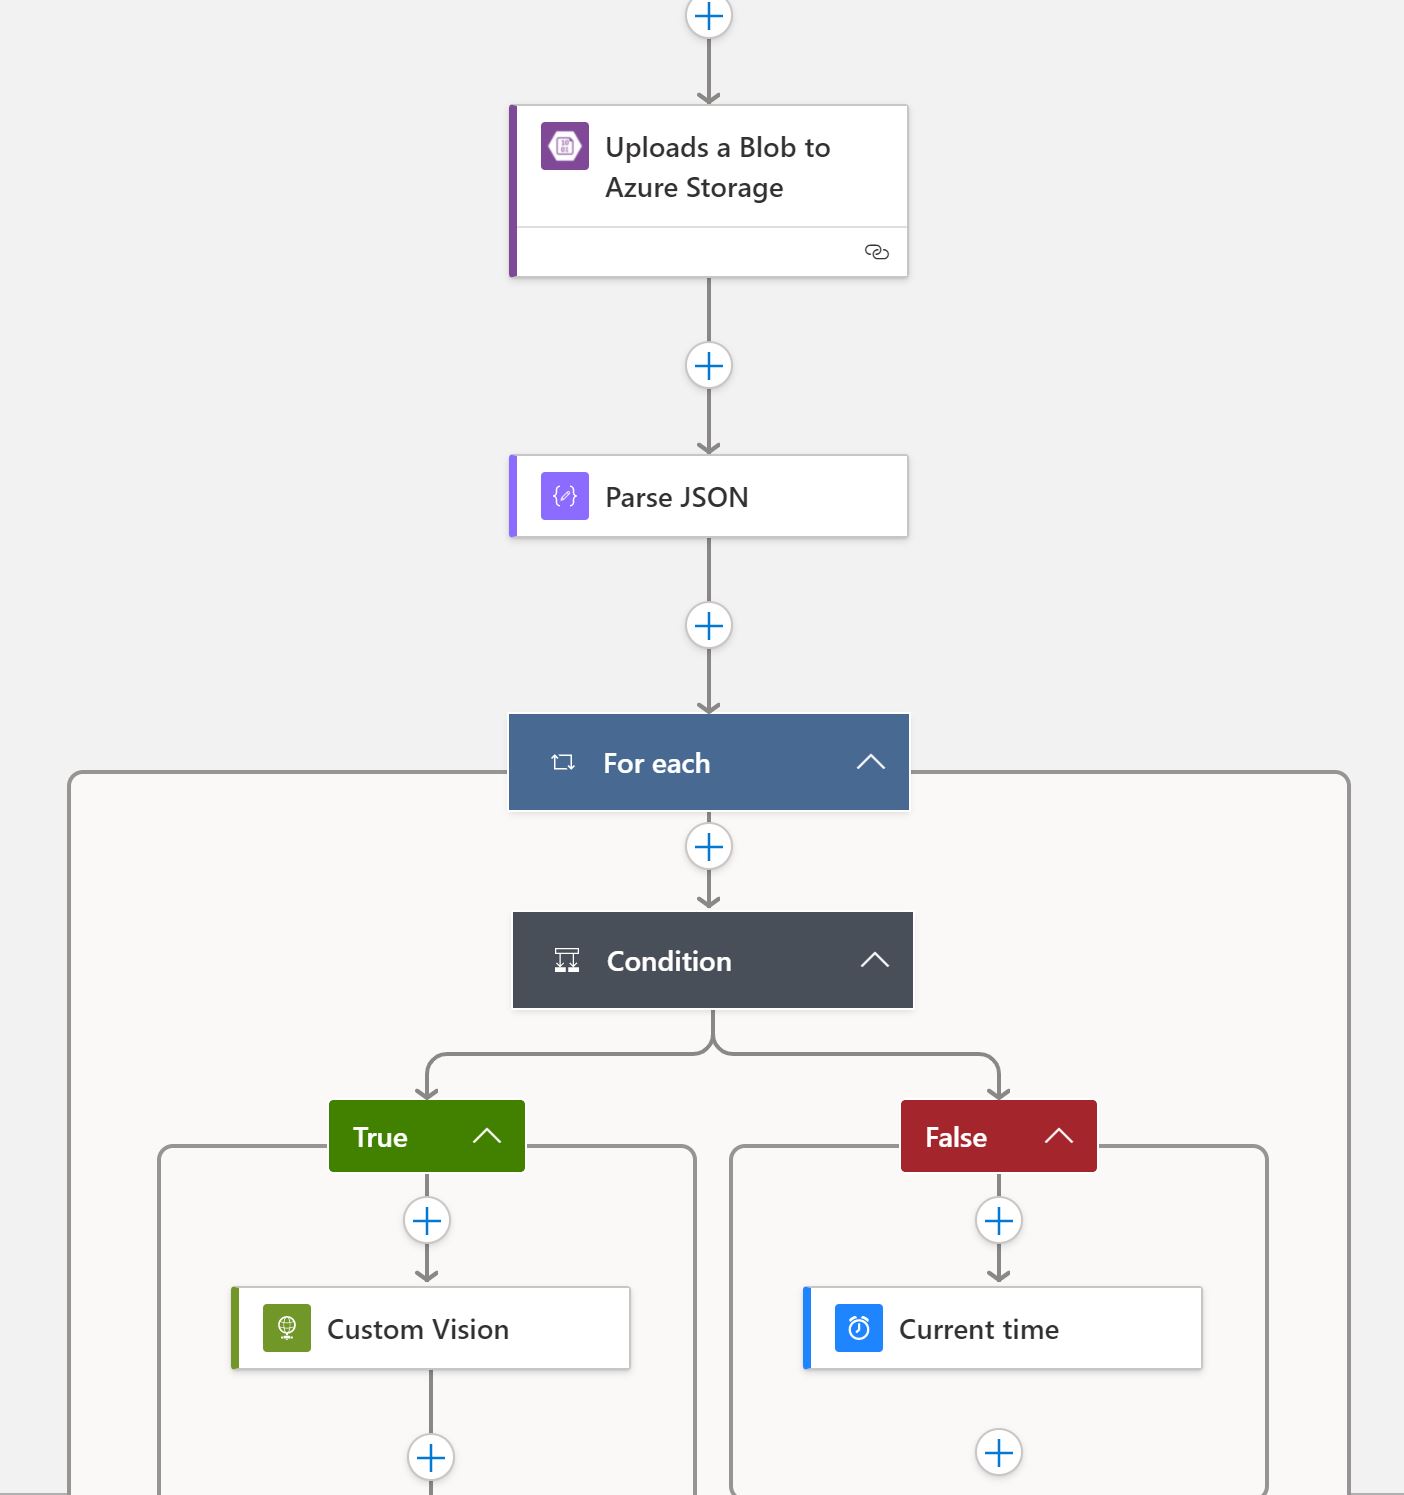 Uploads a Blob to
Azure Storage
Parse JSON
For each
Condition
True
False
Custom Vision
Current time